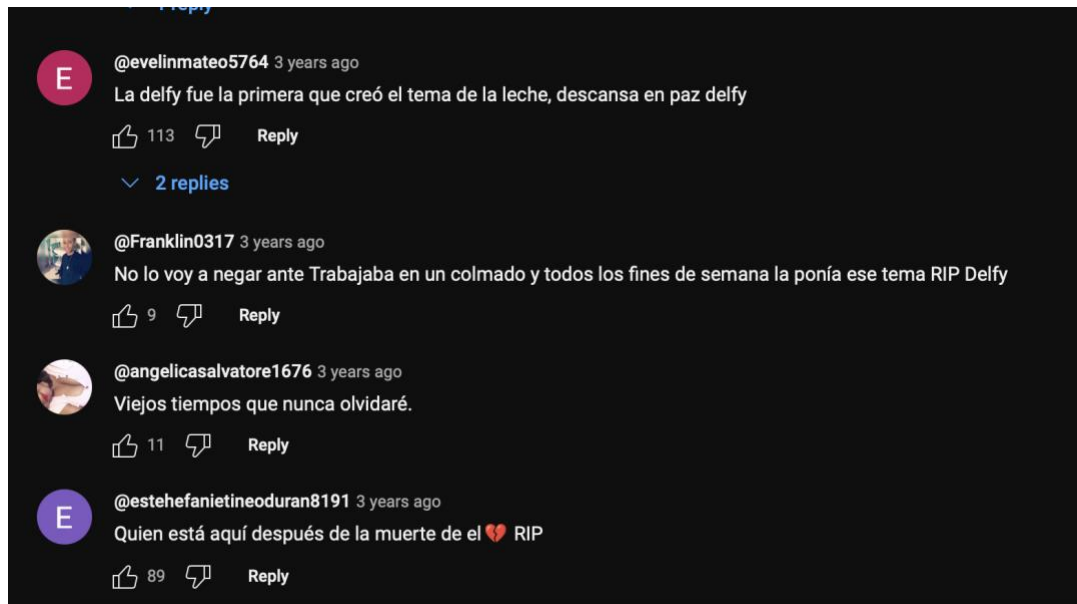 @evelinmateo5764 3 years ago
La delfy fue la primera que creó el tema de la leche, descansa en paz delfy
113 Reply
2 replies
@Franklin0317 3 years ago
No lo voy a negar ante Trabajaba en un colmado y todos los fines de semana la ponía ese tema RIP Delfy
9 Reply
@angelicasalvatore1676 3 years ago
Viejos tiempos que nunca olvidaré.
11 Reply
@estehefanietineoduran8191 3 years ago
Quien está aquí después de la muerte de el💔 RIP
89 Reply